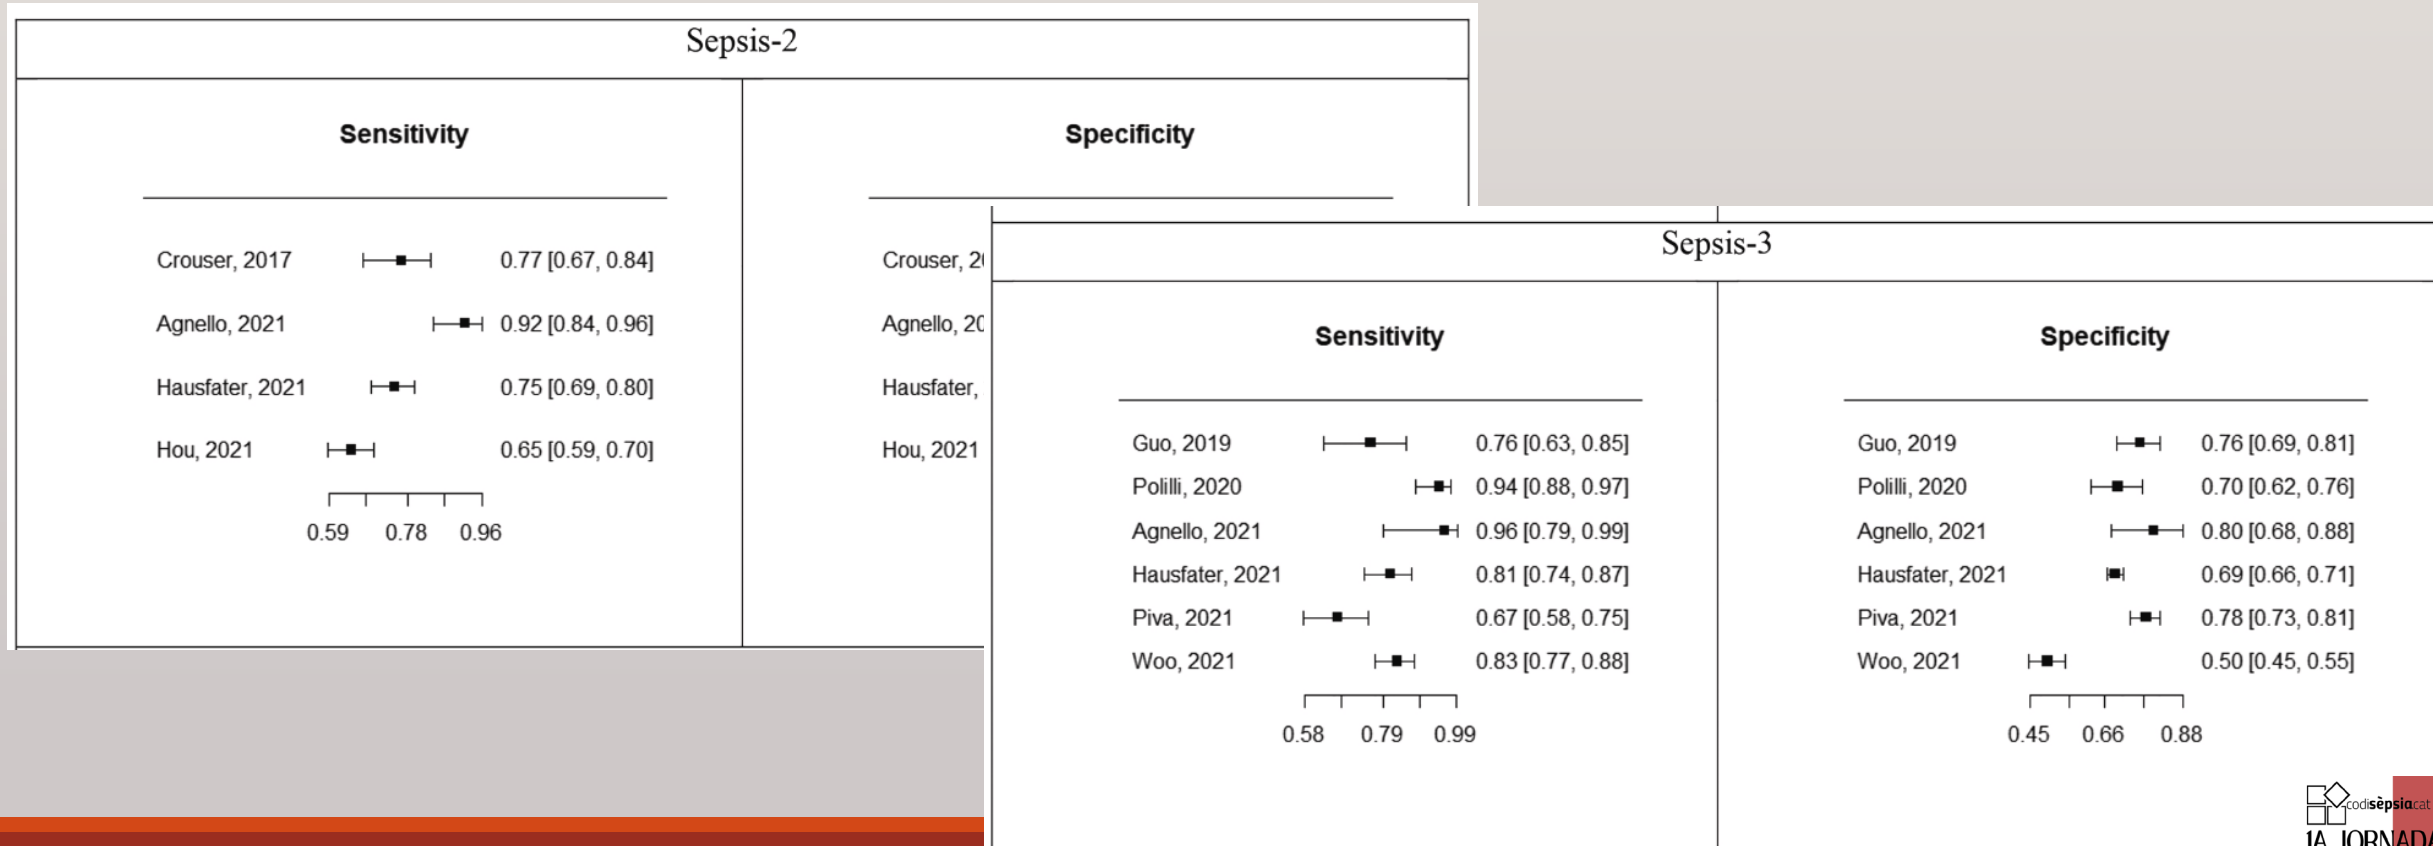 Sepsis-2
Sensitivity
Crouser, 2017 0.77 [0.67, 0.84]
Agnello, 2021 0.92 [0.84, 0.96]
Hausfater, 2021 0.75 [0.69, 0.80]
Hou, 2021 0.65 [0.59, 0.70]
0.59 0.78 0.96
Specificity
Crouser, 2
Agnello, 20
Hausfater,
Hou, 2021
Sepsis-3
Sensitivity
Guo, 2019 0.76 [0.63, 0.85]
Polilli, 2020 0.94 [0.88, 0.97]
Agnello, 2021 0.96 [0.79, 0.99]
Hausfater, 2021 0.81 [0.74, 0.87]
Piva, 2021 0.67 [0.58, 0.75]
Woo, 2021 0.83 [0.77, 0.88]
0.58 0.79 0.99
Specificity
Guo, 2019 0.76 [0.69, 0.81]
Polilli, 2020 0.70 [0.62, 0.76]
Agnello, 2021 0.80 [0.68, 0.88]
Hausfater, 2021 0.69 [0.66, 0.71]
Piva, 2021 0.78 [0.73, 0.81]
Woo, 2021 0.50 [0.45, 0.55]
0.45 0.66 0.88
codisèpsiacat
1A JORNADA